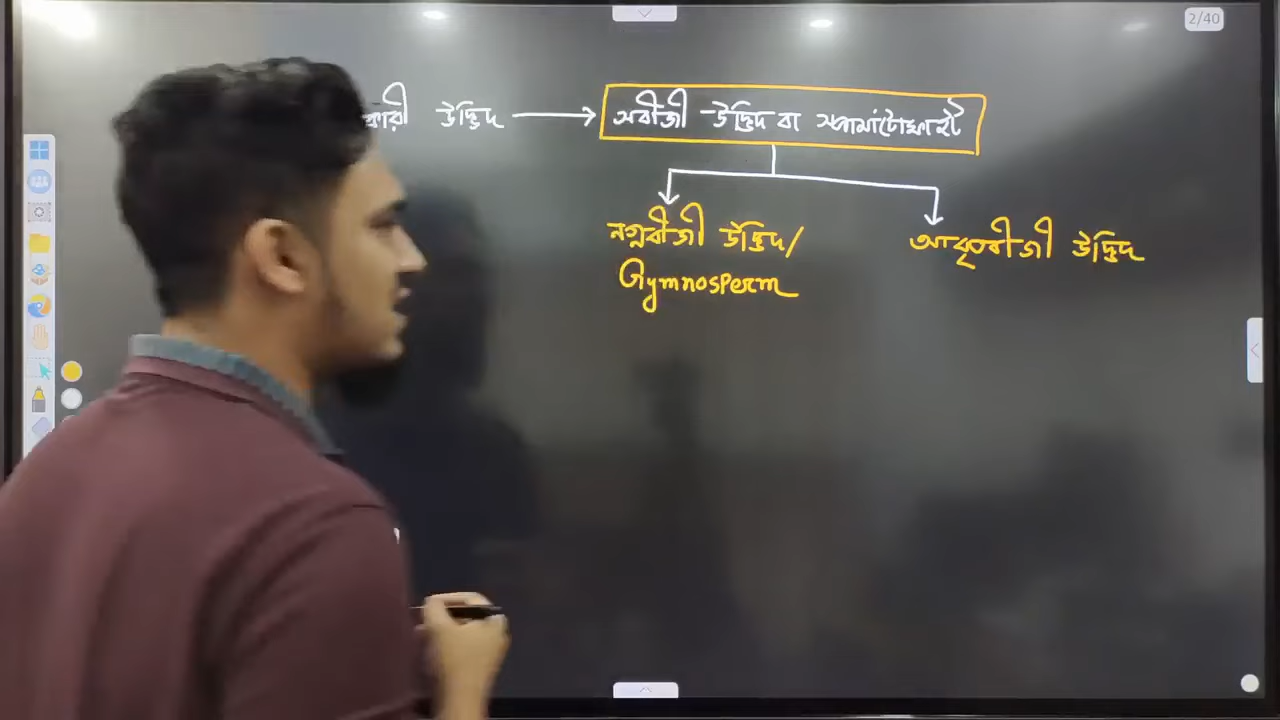 2/40
উদ্ভিদ সবীজী উদ্ভিদ বা স্পার্মাটোফাইট
নগ্নবীজী উদ্ভিদ/ আবৃতবীজী উদ্ভিদ
Gymnosperm